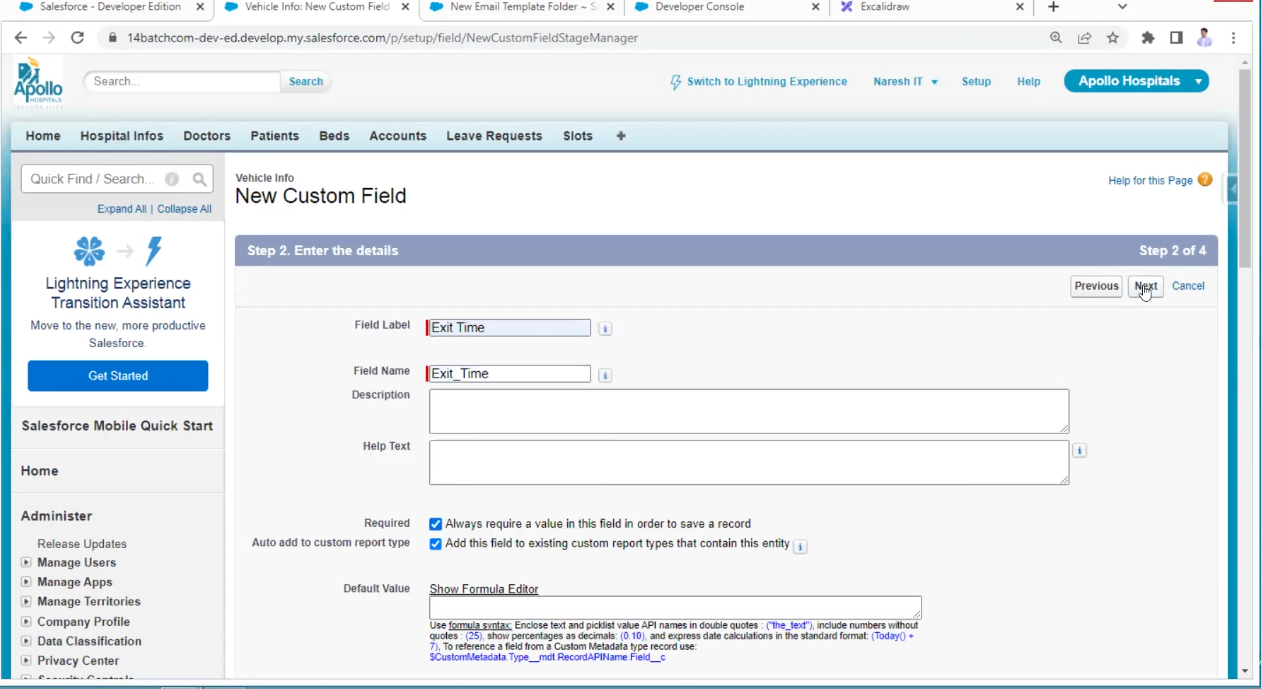 Salesforce - Developer Edition
Vehicle Info: New Custom Field
New Email Template Folder ~ S
Developer Console
Excalidraw
14batchcom-dev-ed.develop.my.salesforce.com/p/setup/field/NewCustomFieldStageManager
Apollo
HOSPITALS
Search...
Search
Switch to Lightning Experience
Naresh IT
Setup
Help
Apollo Hospitals
Home Hospital Infos Doctors Patients Beds Accounts Leave Requests Slots +
Quick Find / Search...
Expand All | Collapse All
Lightning Experience
Transition Assistant
Move to the new, more productive
Salesforce.
Get Started
Salesforce Mobile Quick Start
Home
Administer
Release Updates
Manage Users
Manage Apps
Manage Territories
Company Profile
Data Classification
Privacy Center
Security Controls
Vehicle Info
New Custom Field
Help for this Page
Step 2. Enter the details
Step 2 of 4
Previous Next Cancel
Field Label Exit Time
Field Name Exit_Time
Description
Help Text
Required Always require a value in this field in order to save a record
Auto add to custom report type Add this field to existing custom report types that contain this entity
Default Value Show Formula Editor
Use formula syntax: Enclose text and picklist value API names in double quotes : ("the_text"), include numbers without
quotes : (25), show percentages as decimals: (0.10), and express date calculations in the standard format: (Today() +
7), To reference a field from a Custom Metadata type record use:
$CustomMetadata.Type__mdt.RecordAPIName.Field__c